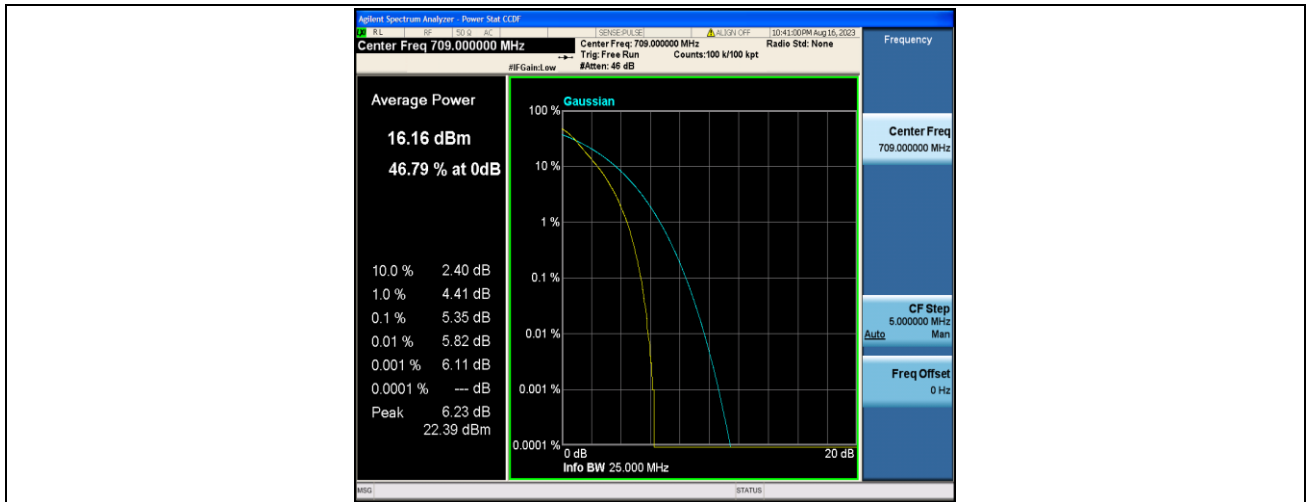 Agilent Spectrum Analyzer - Power Stat CCDF
RL RF 50 Ω AC SENSE:PULSE ALIGN OFF 10:41:00PM Aug 16, 2023
Center Freq 709.000000 MHz
Center Freq: 709.000000 MHz Radio Std: None
Trig: Free Run Counts:100 k/100 kpt
#IFGain:Low #Atten: 46 dB
Frequency
Average Power
16.16 dBm
46.79 % at 0dB
10.0 % 2.40 dB
1.0 % 4.41 dB
0.1 % 5.35 dB
0.01 % 5.82 dB
0.001 % 6.11 dB
0.0001 % --- dB
Peak 6.23 dB
22.39 dBm
Gaussian
100 %
10 %
1 %
0.1 %
0.01 %
0.001 %
0.0001 %
0 dB 20 dB
Info BW 25.000 MHz
Center Freq
709.000000 MHz
CF Step
5.000000 MHz
Auto Man
Freq Offset
0 Hz
MSG STATUS